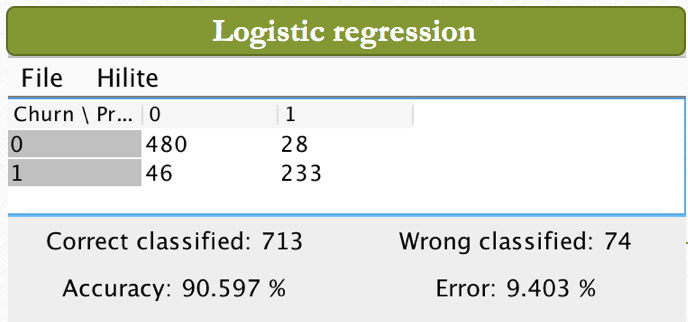 Logistic regression
File Hilite
Churn \ Pr... 0 1
0 480 28
1 46 233
Correct classified: 713 Wrong classified: 74
Accuracy: 90.597 % Error: 9.403 %